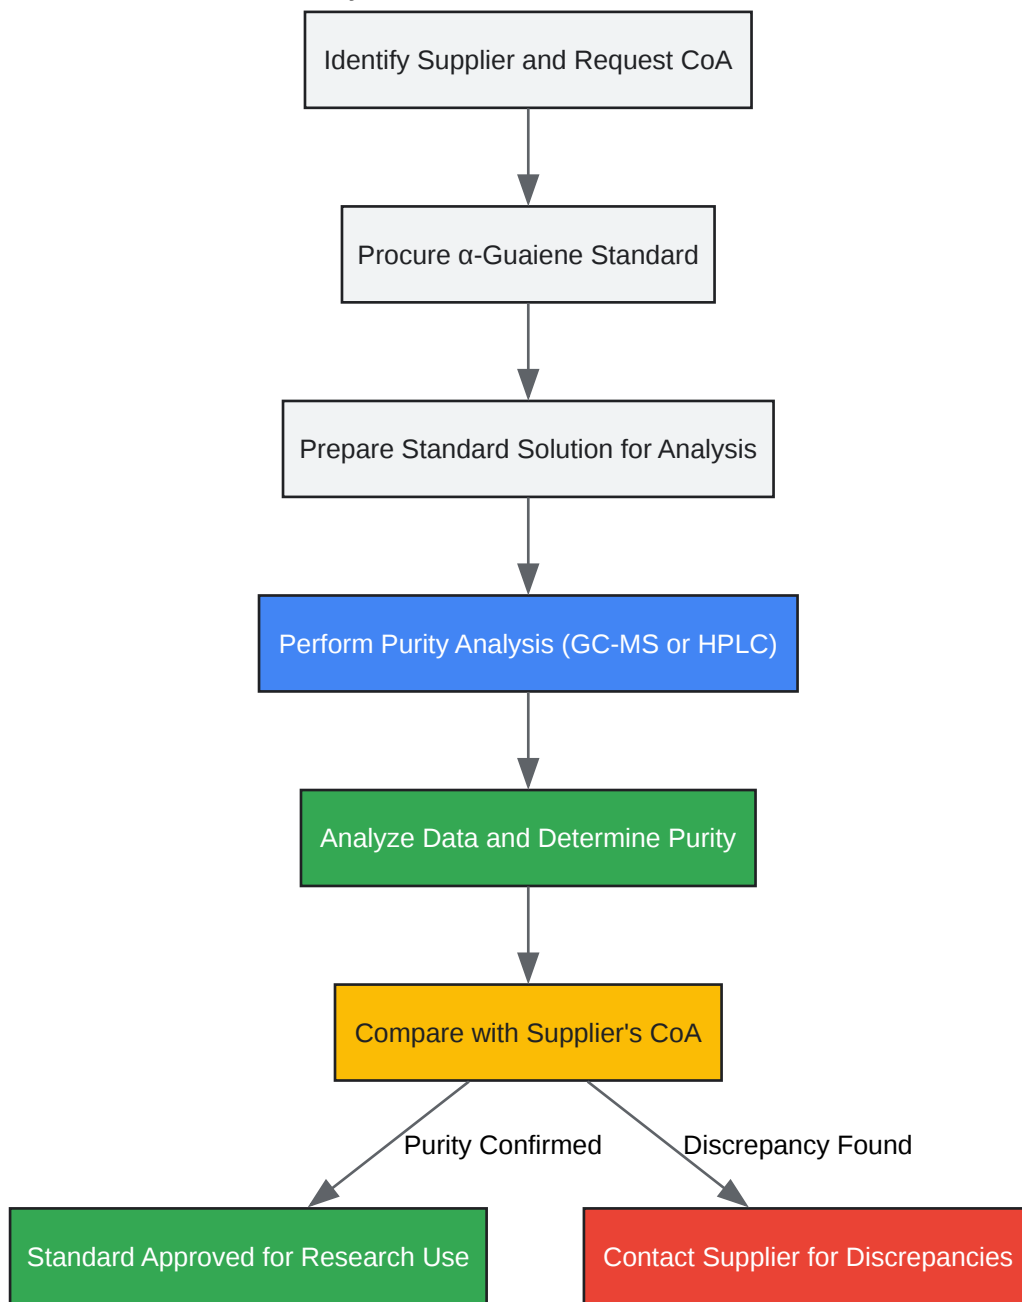 Identify Supplier and Request CoA
Procure α-Guaiene Standard
Prepare Standard Solution for Analysis
Perform Purity Analysis (GC-MS or HPLC)
Analyze Data and Determine Purity
Compare with Supplier's CoA
Purity Confirmed
Discrepancy Found
Standard Approved for Research Use
Contact Supplier for Discrepancies